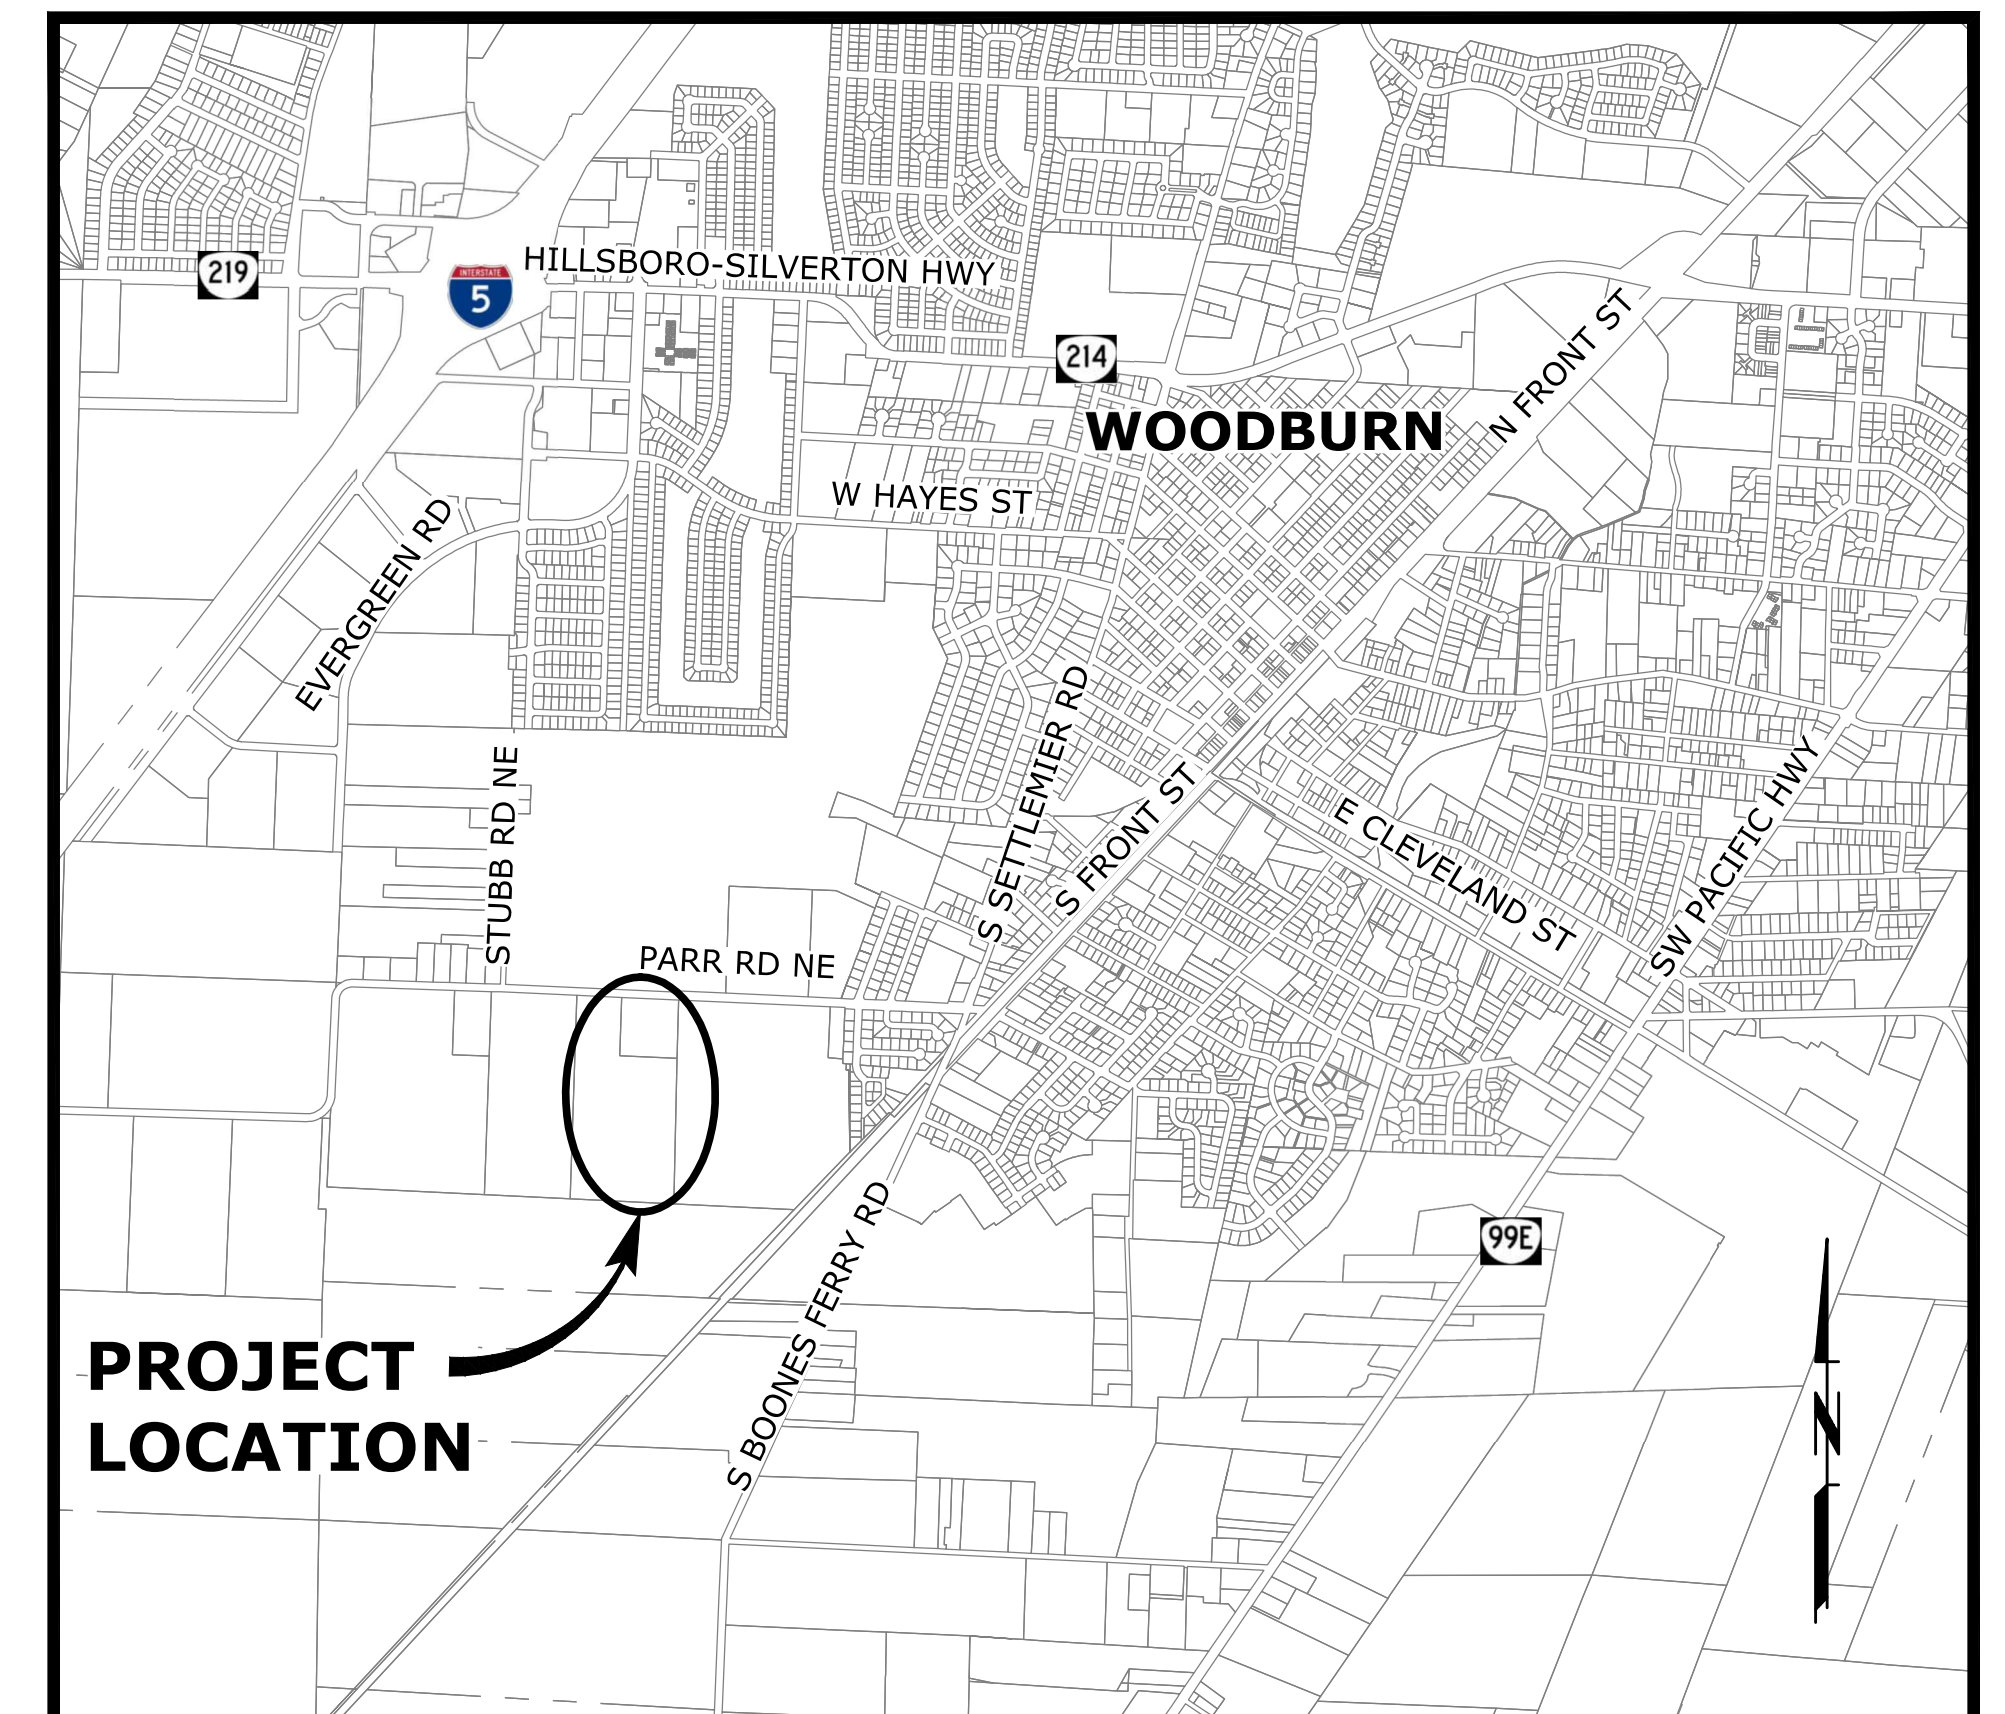 HILLSBORO-SILVERTON HWY
219
INTERSTATE
5
N FRONT ST
214
WOODBURN
W HAYES ST
EVERGREEN RD
S SETTLEMIER RD
STUBB RD NE
S FRONT ST
E CLEVELAND ST
SW PACIFIC HWY
PARR RD NE
S BOONES FERRY RD
99E
PROJECT
LOCATION
N